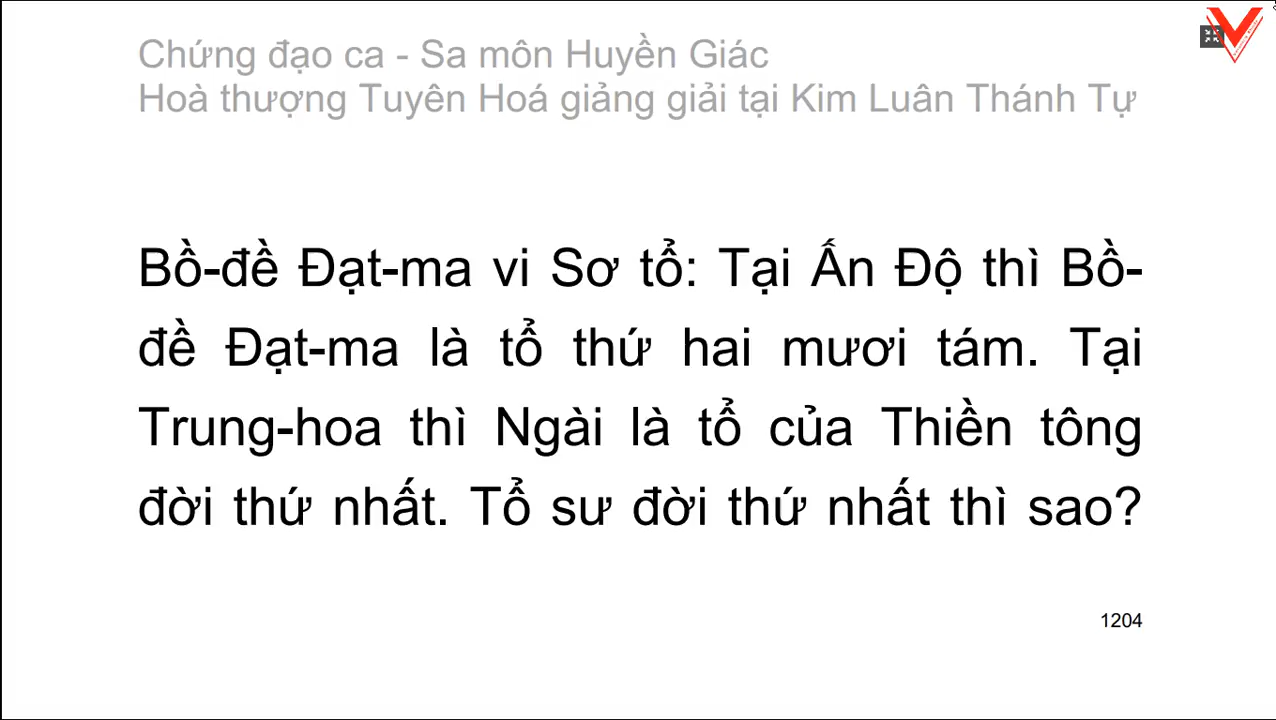 Chứng đạo ca - Sa môn Huyền Giác
Hoà thượng Tuyên Hoá giảng giải tại Kim Luân Thánh Tự
Bồ-đề Đạt-ma vi Sơ tổ: Tại Ấn Độ thì Bồ-
đề Đạt-ma là tổ thứ hai mươi tám. Tại
Trung-hoa thì Ngài là tổ của Thiền tông
đời thứ nhất. Tổ sư đời thứ nhất thì sao?
1204